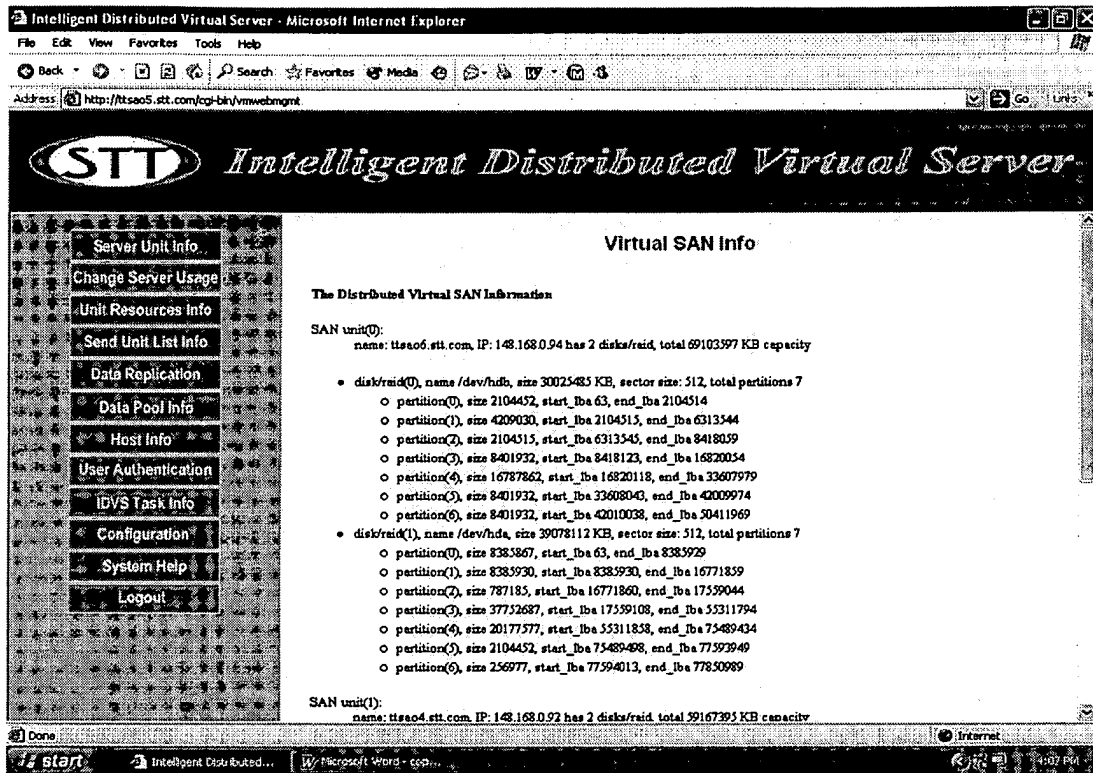 Intelligent Distributed Virtual Server - Microsoft Internet Explorer
File Edit View Favorites Tools Help
Back Search Favorites Media
Address http://ttsao5.stt.com/cgi-bin/vmwebmgmt Go Links
STT Intelligent Distributed Virtual Server
Server Unit Info
Change Server Usage
Unit Resources Info
Send Unit List Info
Data Replication
Data Pool Info
Host Info
User Authentication
IDVS Task Info
Configuration
System Help
Logout
Virtual SAN Info
The Distributed Virtual SAN Information
SAN unit(0):
name: ttsao6.stt.com, IP: 148.168.0.94 has 2 disks/raid, total 69103597 KB capacity
disk/raid(0), name /dev/hdb, size 30025485 KB, sector size: 512, total partitions 7
partition(0), size 2104452, start_lba 63, end_lba 2104514
partition(1), size 4209030, start_lba 2104515, end_lba 6313544
partition(2), size 2104515, start_lba 6313545, end_lba 8418059
partition(3), size 8401932, start_lba 8418123, end_lba 16820054
partition(4), size 16787862, start_lba 16820118, end_lba 33607979
partition(5), size 8401932, start_lba 33608043, end_lba 42009974
partition(6), size 8401932, start_lba 42010038, end_lba 50411969
disk/raid(1), name /dev/hda, size 39078112 KB, sector size: 512, total partitions 7
partition(0), size 8385867, start_lba 63, end_lba 8385929
partition(1), size 8385930, start_lba 8385930, end_lba 16771859
partition(2), size 787185, start_lba 16771860, end_lba 17559044
partition(3), size 37752687, start_lba 17559108, end_lba 55311794
partition(4), size 20177577, start_lba 55311858, end_lba 75489434
partition(5), size 2104452, start_lba 75489498, end_lba 77593949
partition(6), size 256977, start_lba 77594013, end_lba 77850989
SAN unit(1):
name: ttsao4.stt.com, IP: 148.168.0.92 has 2 disks/raid, total 59167395 KB capacity
Done Internet
start Intelligent Distributed... Microsoft Word - cop... 4:07 PM